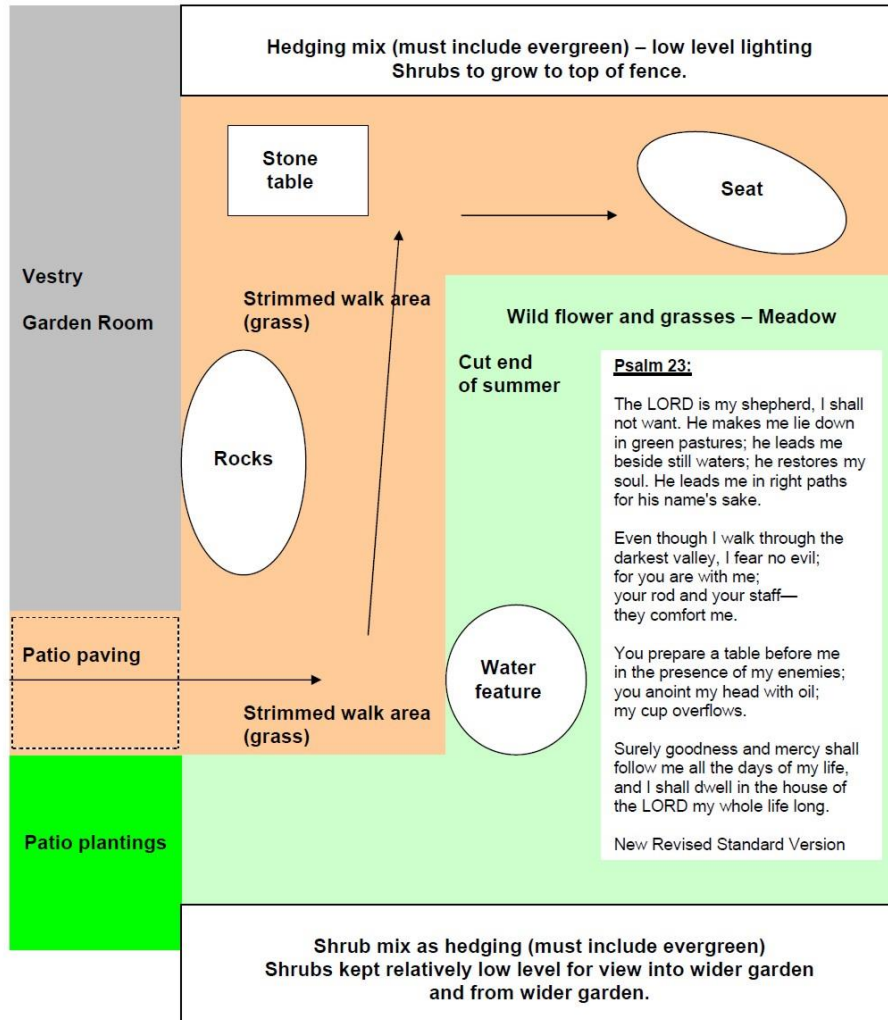 Hedging mix (must include evergreen) – low level lighting
Shrubs to grow to top of fence.
Stone
table
Seat
Vestry
Garden Room
Strimmed walk area
(grass)
Wild flower and grasses – Meadow
Cut end
of summer
Psalm 23:
The LORD is my shepherd, I shall
not want. He makes me lie down
in green pastures; he leads me
beside still waters; he restores my
soul. He leads me in right paths
for his name's sake.
Even though I walk through the
darkest valley, I fear no evil;
for you are with me;
your rod and your staff—
they comfort me.
You prepare a table before me
in the presence of my enemies;
you anoint my head with oil;
my cup overflows.
Surely goodness and mercy shall
follow me all the days of my life,
and I shall dwell in the house of
the LORD my whole life long.
New Revised Standard Version
Rocks
Patio paving
Water
feature
Strimmed walk area
(grass)
Patio plantings
Shrub mix as hedging (must include evergreen)
Shrubs kept relatively low level for view into wider garden
and from wider garden.